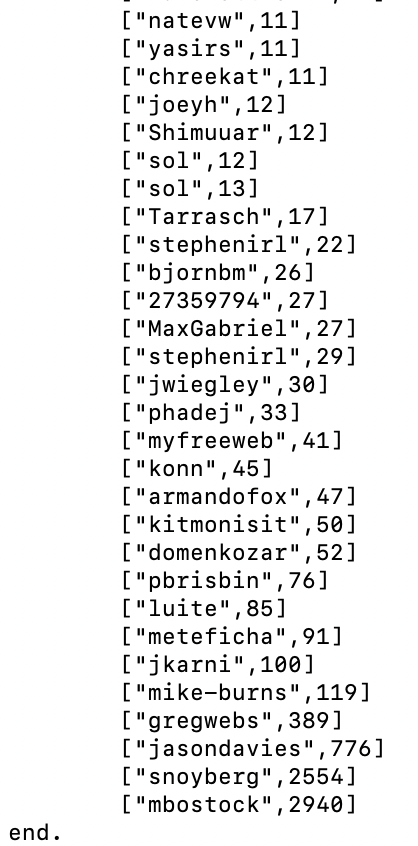 ["natevw",11]
["yasirs",11]
["chreekat",11]
["joeyh",12]
["Shimuuar",12]
["sol",12]
["sol",13]
["Tarrasch",17]
["stephenirl",22]
["bjornbm",26]
["27359794",27]
["MaxGabriel",27]
["stephenirl",29]
["jwiegley",30]
["phadej",33]
["myfreeweb",41]
["konn",45]
["armandofox",47]
["kitmonisit",50]
["domenkozar",52]
["pbrisbin",76]
["luite",85]
["meteficha",91]
["jkarni",100]
["mike-burns",119]
["gregwebs",389]
["jasondavies",776]
["snoyberg",2554]
["mbostock",2940]
end.